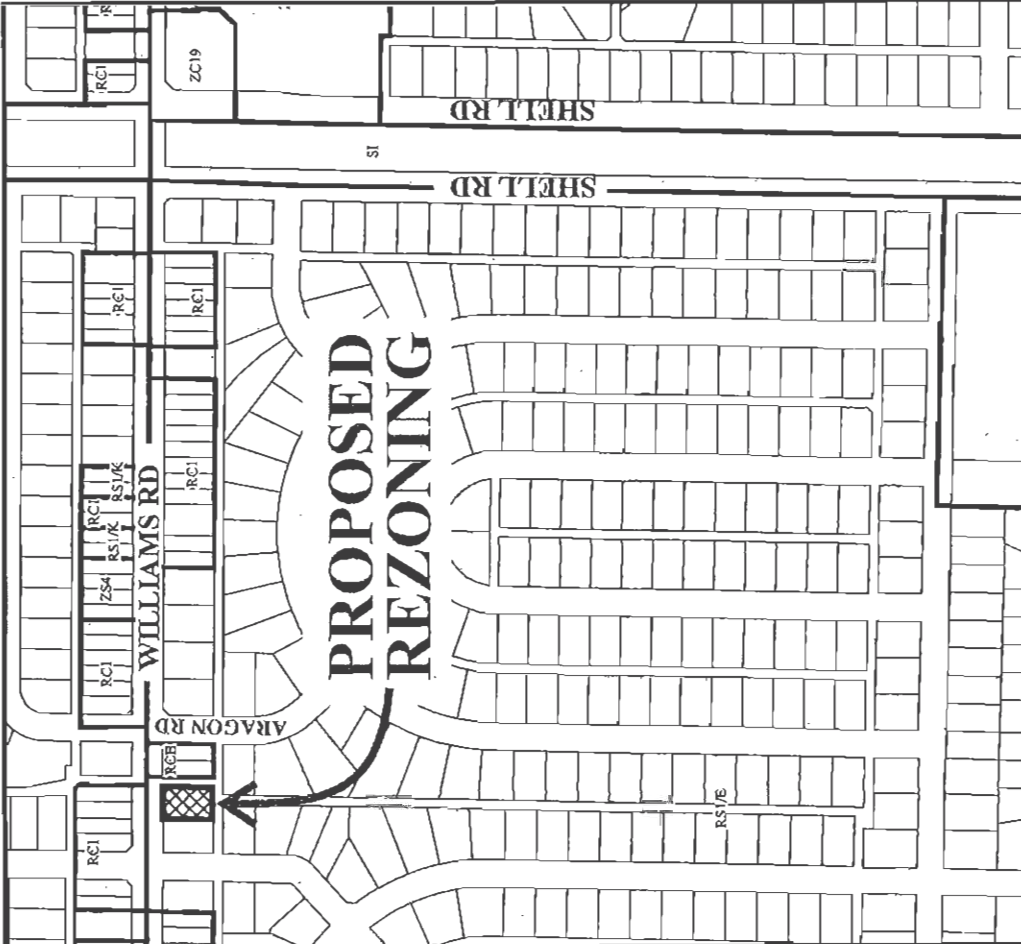 RC1
ZC19
SHELL RD
SI
SHELL RD
RC1
RC1
RC1
RS1/K
RC1
RS1/K
ZS4
RC1
WILLIAMS RD
PROPOSED
REZONING
ARAGON RD
RC1
RS1/E